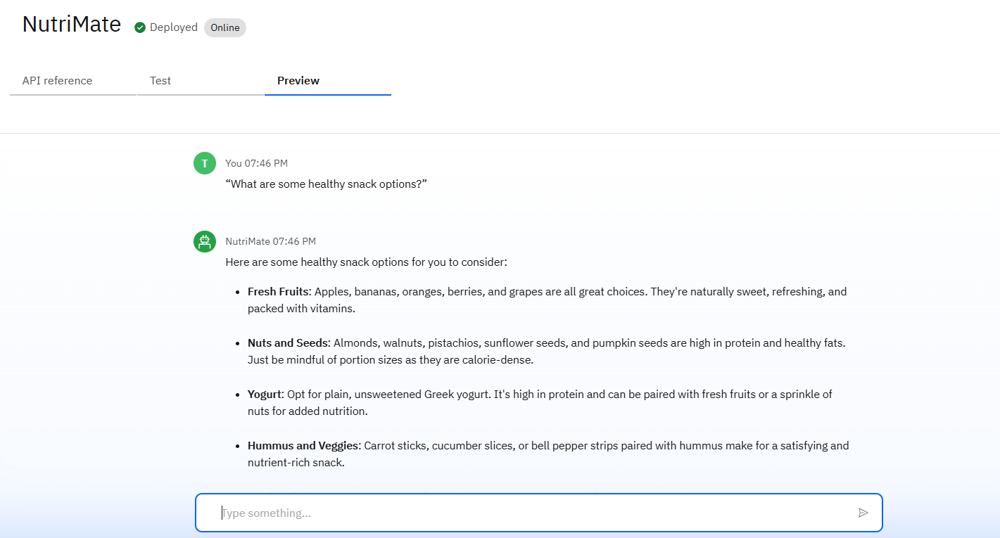 NutriMate
Deployed
Online
API reference
Test
Preview
T
You 07:46 PM
“What are some healthy snack options?”
NutriMate 07:46 PM
Here are some healthy snack options for you to consider:
• Fresh Fruits: Apples, bananas, oranges, berries, and grapes are all great choices. They're naturally sweet, refreshing, and
packed with vitamins.
• Nuts and Seeds: Almonds, walnuts, pistachios, sunflower seeds, and pumpkin seeds are high in protein and healthy fats.
Just be mindful of portion sizes as they are calorie-dense.
• Yogurt: Opt for plain, unsweetened Greek yogurt. It's high in protein and can be paired with fresh fruits or a sprinkle of
nuts for added nutrition.
• Hummus and Veggies: Carrot sticks, cucumber slices, or bell pepper strips paired with hummus make for a satisfying and
nutrient-rich snack.
Type something...